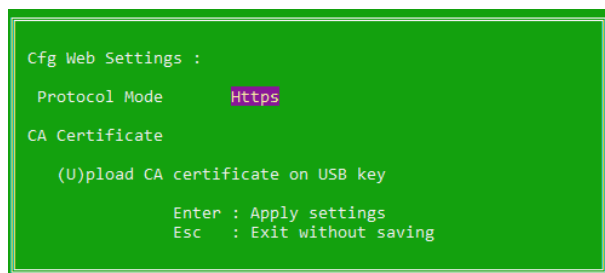 Cfg Web Settings :
Protocol Mode Https
CA Certificate
(U)pload CA certificate on USB key
Enter : Apply settings
Esc : Exit without saving